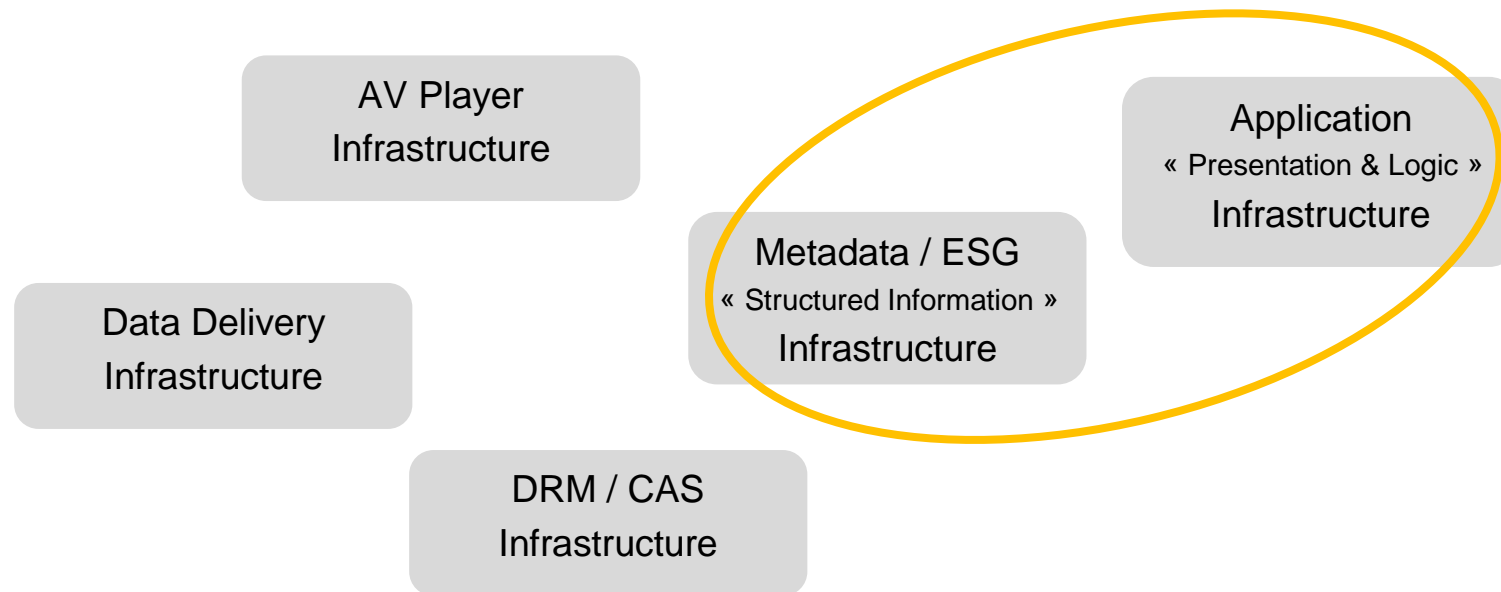 AV Player
Infrastructure
Application
« Presentation & Logic »
Infrastructure
Metadata / ESG
« Structured Information »
Infrastructure
Data Delivery
Infrastructure
DRM / CAS
Infrastructure